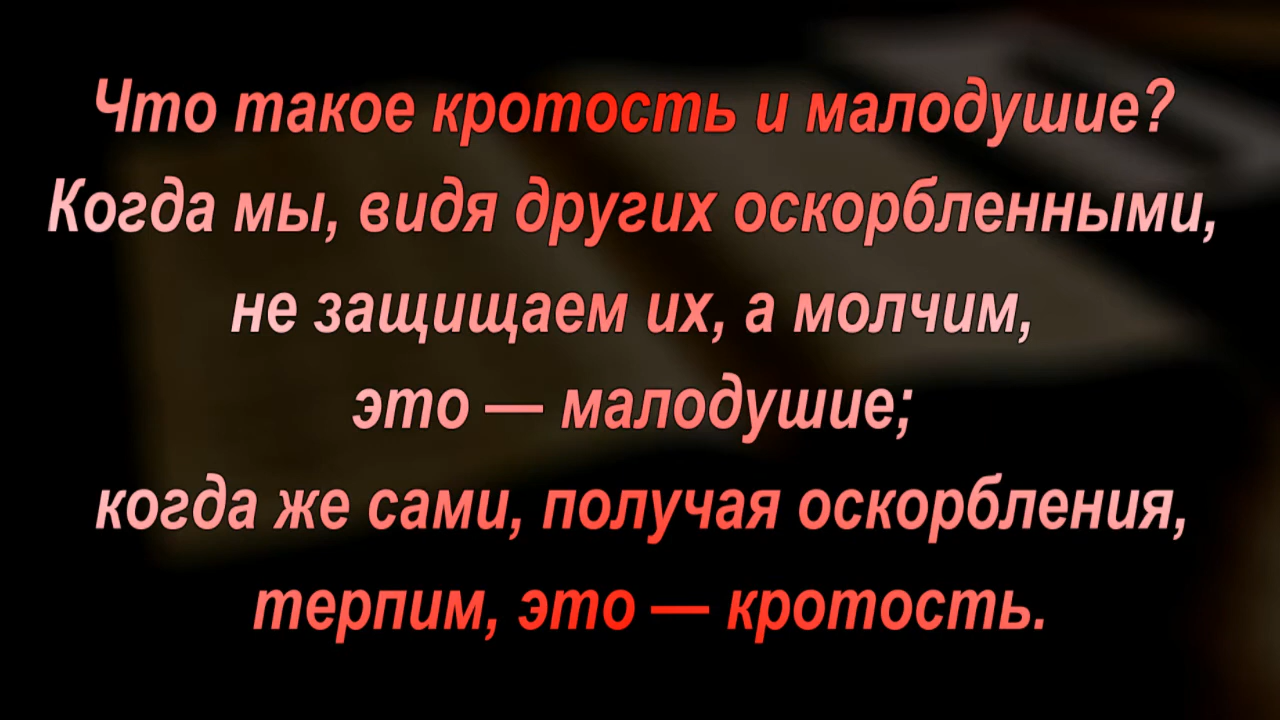 Что такое кротость и малодушие?
Когда мы, видя других оскорбленными,
не защищаем их, а молчим,
это — малодушие;
когда же сами, получая оскорбления,
терпим, это — кротость.